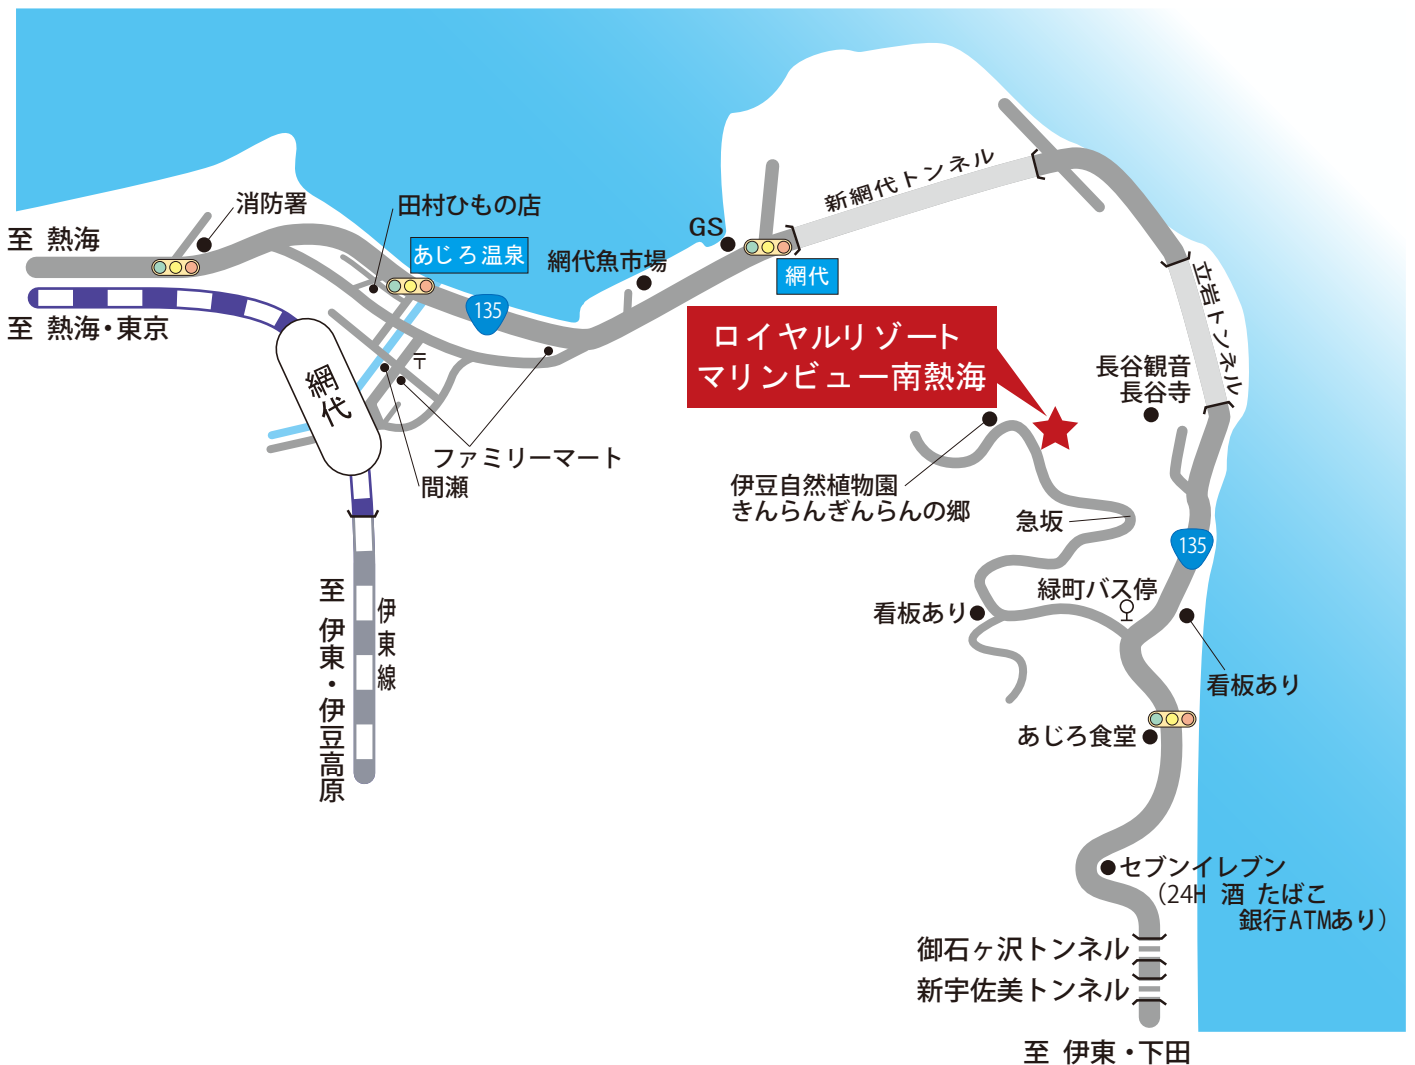 消防署
田村ひもの店
至 熱海
あじろ温泉
網代魚市場
GS
新網代トンネル
網代
135
至 熱海・東京
網代
〒
ファミリーマート
間瀬
至 伊東・伊豆高原
伊東線
ロイヤルリゾート
マリンビュー南熱海
立岩トンネル
長谷観音
長谷寺
伊豆自然植物園
きんらんぎんらんの郷
急坂
135
緑町バス停
看板あり
看板あり
あじろ食堂
セブンイレブン
(24H 酒 たばこ
銀行ATMあり)
御石ヶ沢トンネル
新宇佐美トンネル
至 伊東・下田